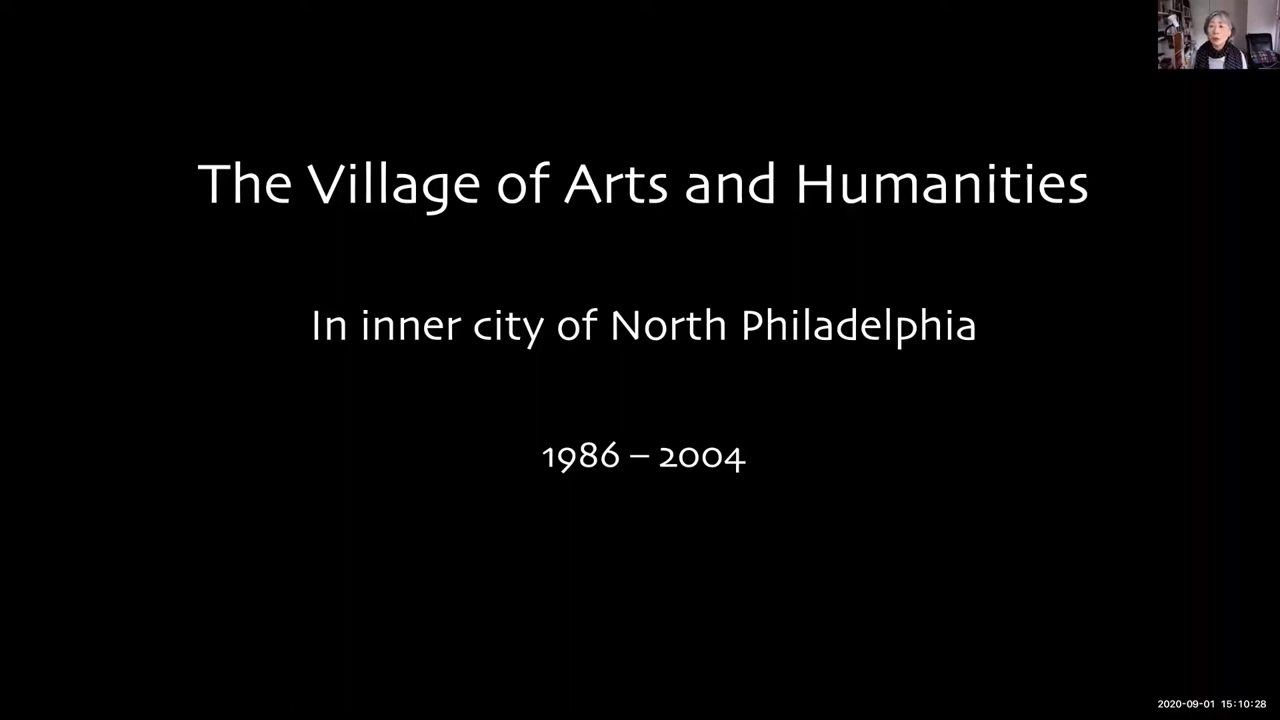 The Village of Arts and Humanities
In inner city of North Philadelphia
1986 – 2004
2020-09-01 15:10:28